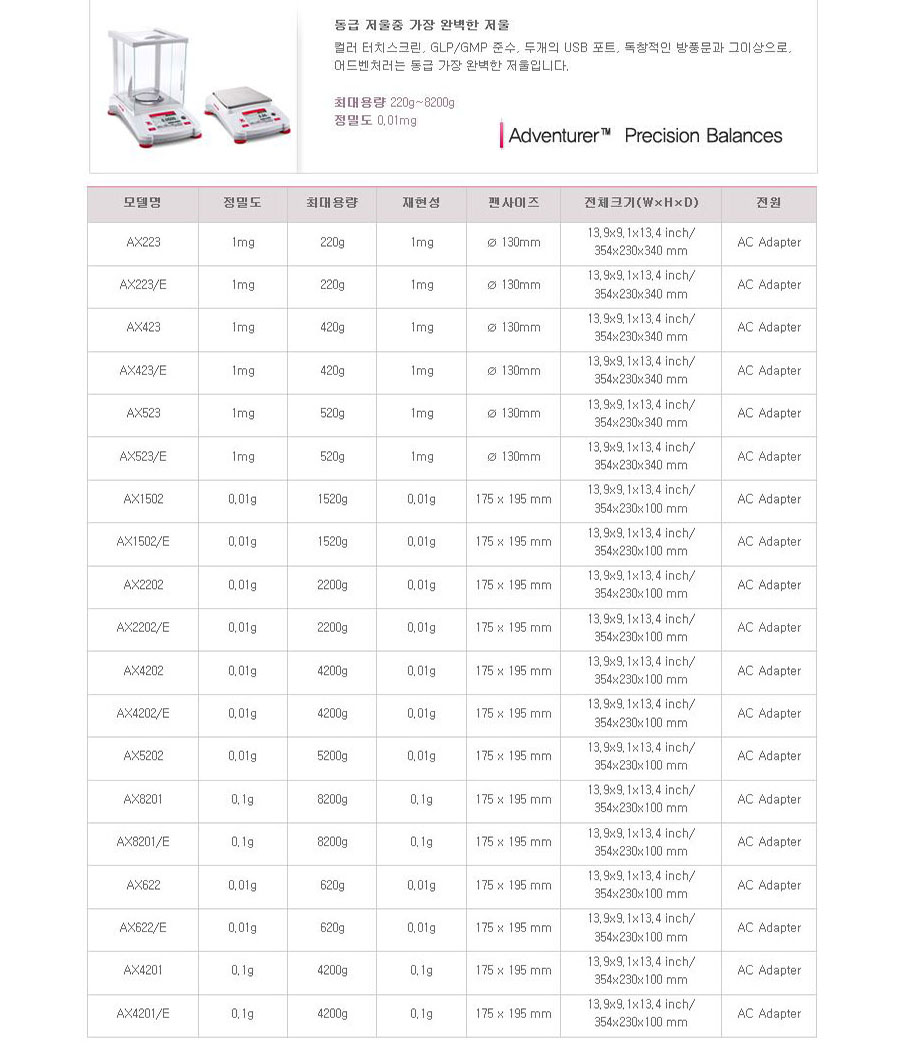 동급 저울중 가장 완벽한 저울
컬러 터치스크린, GLP/GMP 준수, 두개의 USB 포트, 독창적인 방풍문과 그이상으로,
어드벤쳐러는 동급 가장 완벽한 저울입니다.
최대용량 220g~8200g
정밀도 0.01mg
Adventurer™ Precision Balances
모델명 정밀도 최대용량 재현성 팬사이즈 전체크기(W×H×D) 전원
AX223 1mg 220g 1mg ∅ 130mm 13.9x9.1x13.4 inch/ AC Adapter
354x230x340 mm
AX223/E 1mg 220g 1mg ∅ 130mm 13.9x9.1x13.4 inch/ AC Adapter
354x230x340 mm
AX423 1mg 420g 1mg ∅ 130mm 13.9x9.1x13.4 inch/ AC Adapter
354x230x340 mm
AX423/E 1mg 420g 1mg ∅ 130mm 13.9x9.1x13.4 inch/ AC Adapter
354x230x340 mm
AX523 1mg 520g 1mg ∅ 130mm 13.9x9.1x13.4 inch/ AC Adapter
354x230x340 mm
AX523/E 1mg 520g 1mg ∅ 130mm 13.9x9.1x13.4 inch/ AC Adapter
354x230x340 mm
AX1502 0.01g 1520g 0.01g 175 x 195 mm 13.9x9.1x13.4 inch/ AC Adapter
354x230x100 mm
AX1502/E 0.01g 1520g 0.01g 175 x 195 mm 13.9x9.1x13.4 inch/ AC Adapter
354x230x100 mm
AX2202 0.01g 2200g 0.01g 175 x 195 mm 13.9x9.1x13.4 inch/ AC Adapter
354x230x100 mm
AX2202/E 0.01g 2200g 0.01g 175 x 195 mm 13.9x9.1x13.4 inch/ AC Adapter
354x230x100 mm
AX4202 0.01g 4200g 0.01g 175 x 195 mm 13.9x9.1x13.4 inch/ AC Adapter
354x230x100 mm
AX4202/E 0.01g 4200g 0.01g 175 x 195 mm 13.9x9.1x13.4 inch/ AC Adapter
354x230x100 mm
AX5202 0.01g 5200g 0.01g 175 x 195 mm 13.9x9.1x13.4 inch/ AC Adapter
354x230x100 mm
AX8201 0.1g 8200g 0.1g 175 x 195 mm 13.9x9.1x13.4 inch/ AC Adapter
354x230x100 mm
AX8201/E 0.1g 8200g 0.1g 175 x 195 mm 13.9x9.1x13.4 inch/ AC Adapter
354x230x100 mm
AX622 0.01g 620g 0.01g 175 x 195 mm 13.9x9.1x13.4 inch/ AC Adapter
354x230x100 mm
AX622/E 0.01g 620g 0.01g 175 x 195 mm 13.9x9.1x13.4 inch/ AC Adapter
354x230x100 mm
AX4201 0.1g 4200g 0.1g 175 x 195 mm 13.9x9.1x13.4 inch/ AC Adapter
354x230x100 mm
AX4201/E 0.1g 4200g 0.1g 175 x 195 mm 13.9x9.1x13.4 inch/ AC Adapter
354x230x100 mm